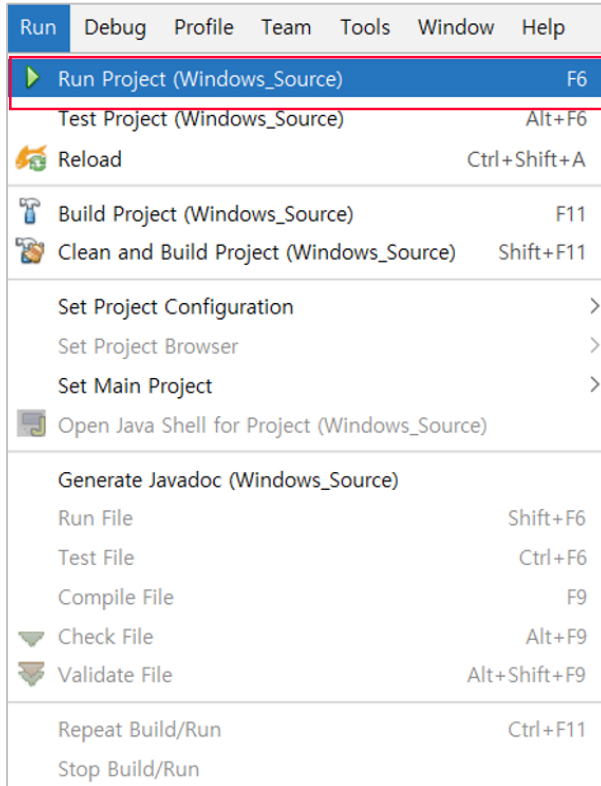 Run Debug Profile Team Tools Window Help
Run Project (Windows_Source) F6
Test Project (Windows_Source) Alt+F6
Reload Ctrl+Shift+A
Build Project (Windows_Source) F11
Clean and Build Project (Windows_Source) Shift+F11
Set Project Configuration
Set Project Browser
Set Main Project
Open Java Shell for Project (Windows_Source)
Generate Javadoc (Windows_Source)
Run File Shift+F6
Test File Ctrl+F6
Compile File F9
Check File Alt+F9
Validate File Alt+Shift+F9
Repeat Build/Run Ctrl+F11
Stop Build/Run